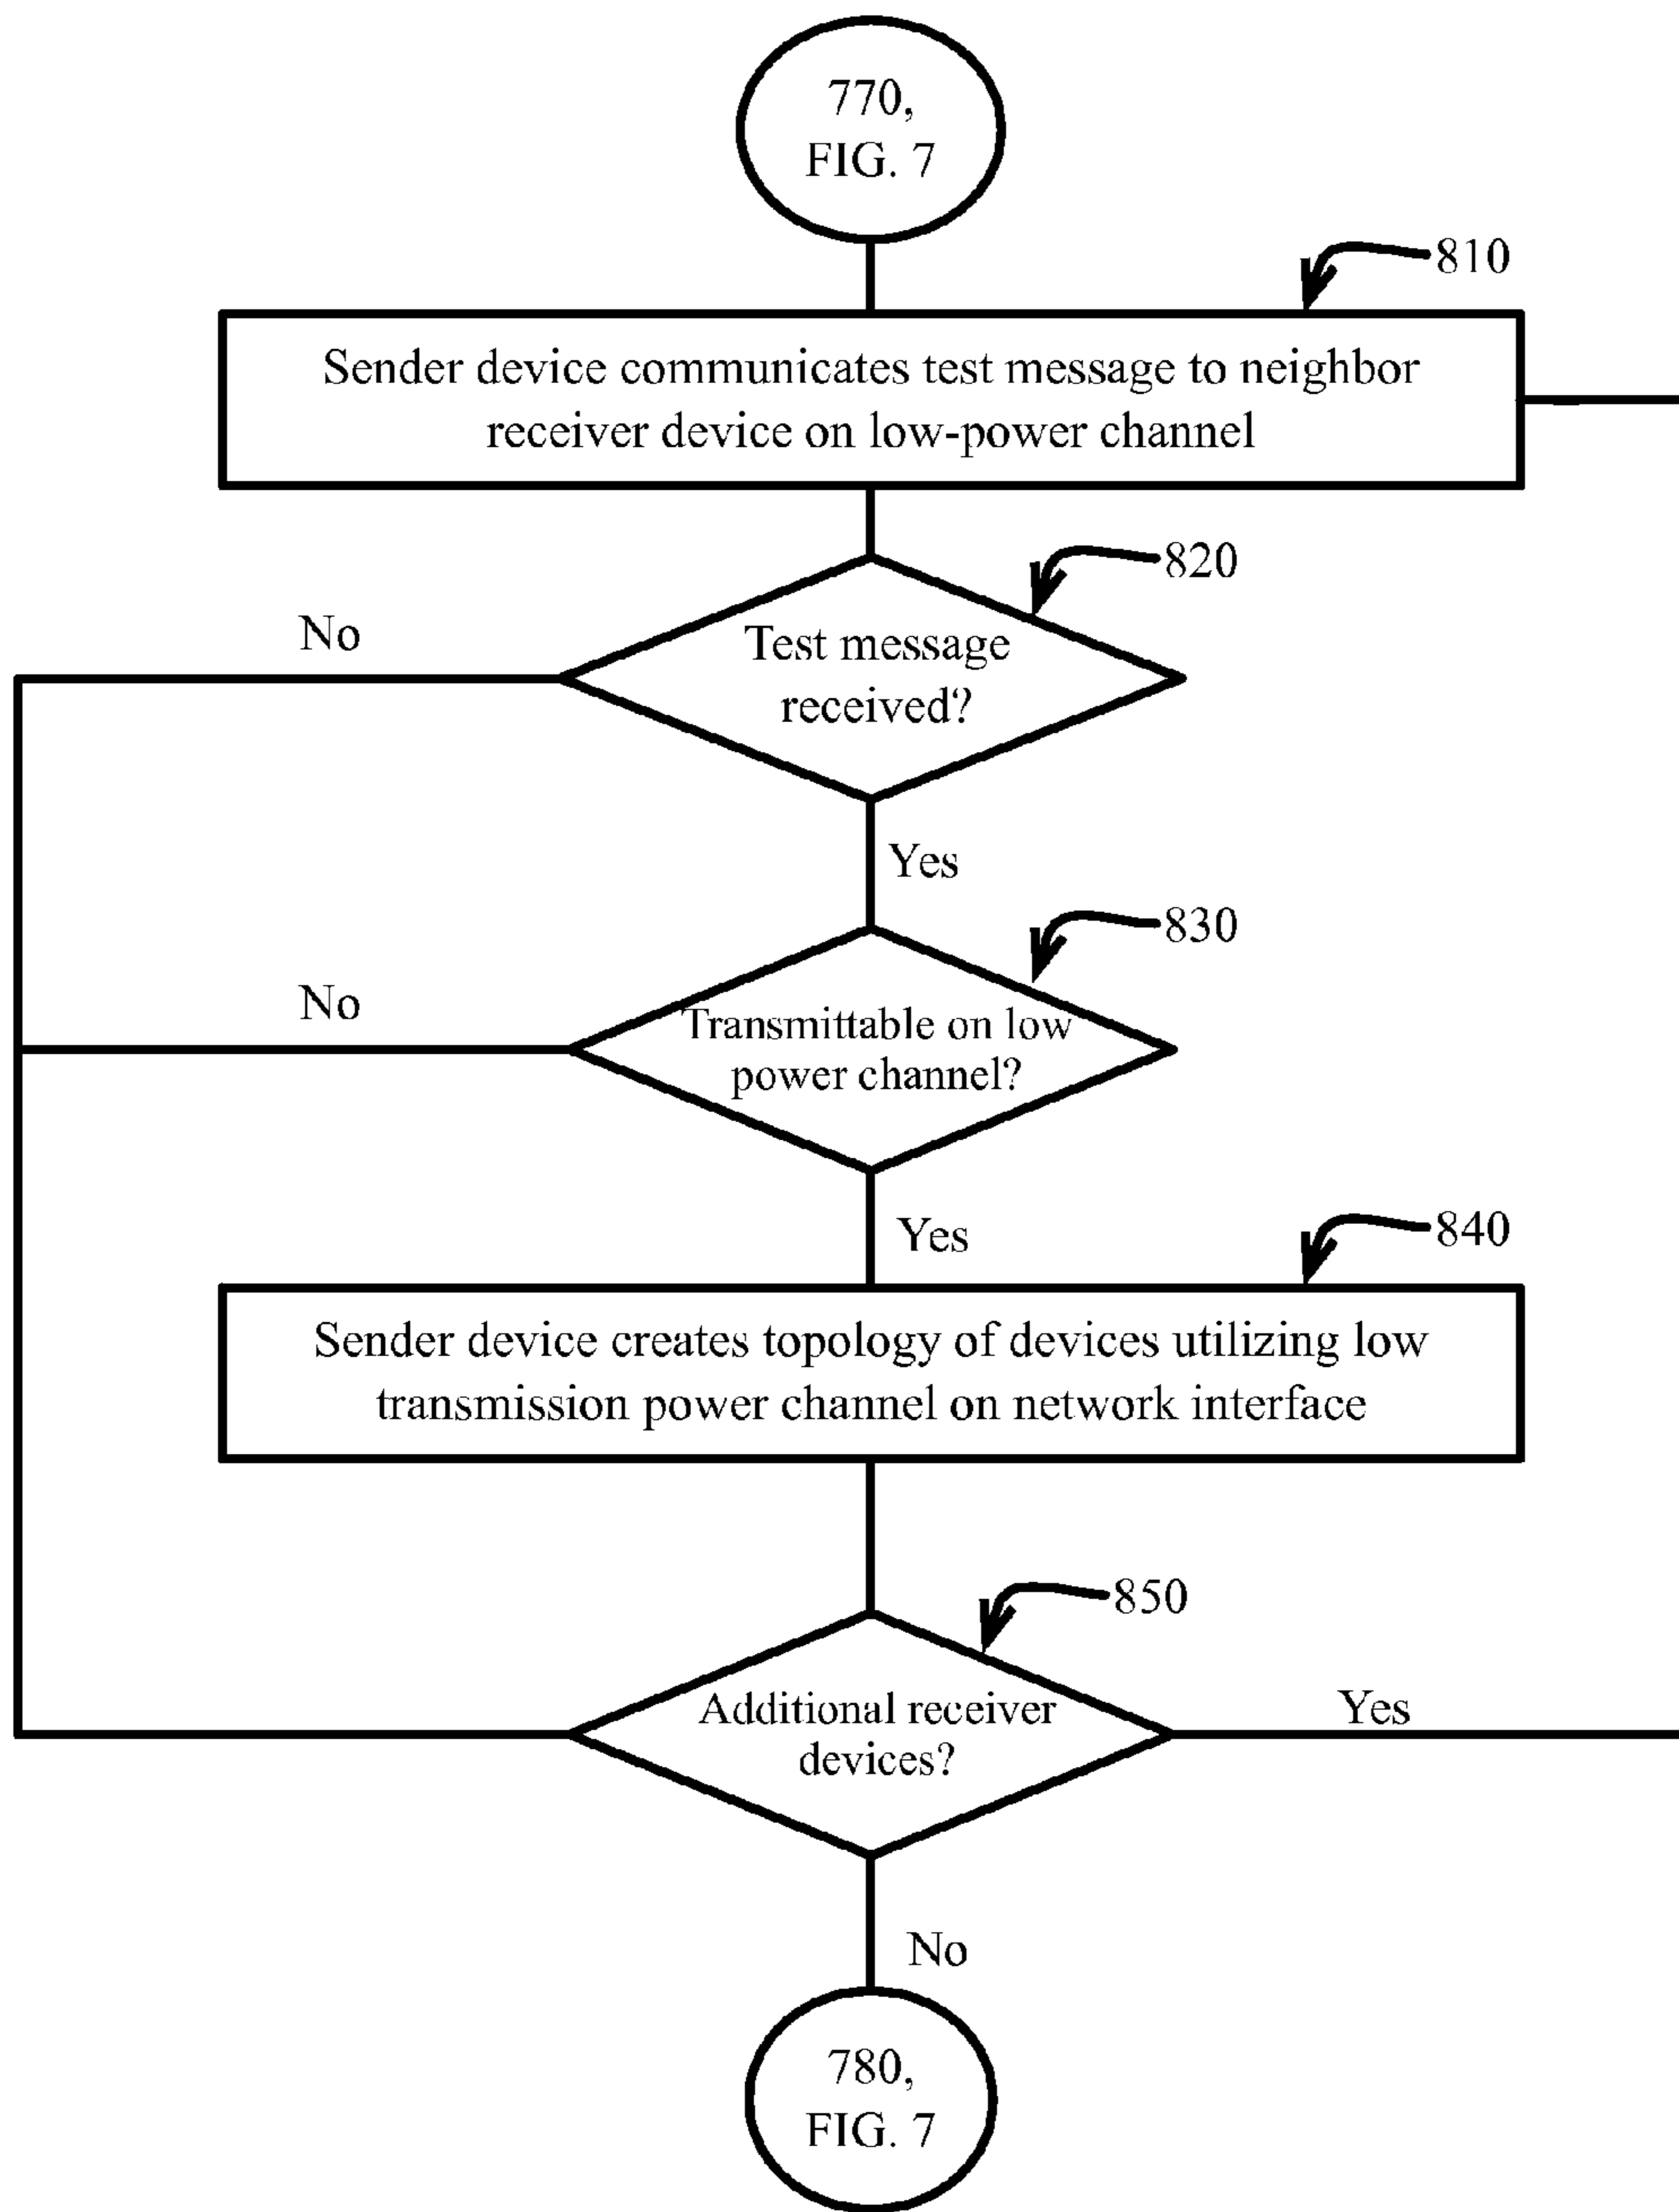 770,
FIG. 7
810
Sender device communicates test message to neighbor
receiver device on low-power channel
820
No
Test message
received?
Yes
830
No
Transmittable on low
power channel?
Yes
840
Sender device creates topology of devices utilizing low
transmission power channel on network interface
850
Additional receiver
devices?
Yes
No
780,
FIG. 7